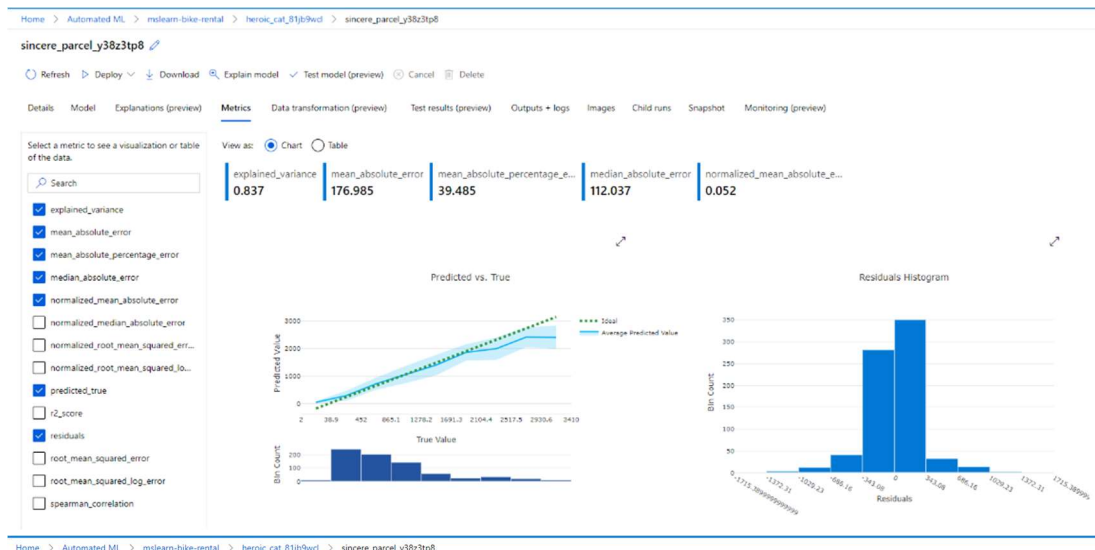 Home > Automated ML > mslearn-bike-rental > heroic_cat_81jb9wcl > sincere_parcel_y38z3tp8
sincere_parcel_y38z3tp8
Refresh Deploy Download Explain model Test model (preview) Cancel Delete
Details Model Explanations (preview) Metrics Data transformation (preview) Test results (preview) Outputs + logs Images Child runs Snapshot Monitoring (preview)
Select a metric to see a visualization or table
of the data.
Search
explained_variance
mean_absolute_error
mean_absolute_percentage_error
median_absolute_error
normalized_mean_absolute_error
normalized_median_absolute_error
normalized_root_mean_squared_err...
normalized_root_mean_squared_lo...
predicted_true
r2_score
residuals
root_mean_squared_error
root_mean_squared_log_error
spearman_correlation
View as: Chart Table
explained_variance mean_absolute_error mean_absolute_percentage_e... median_absolute_error normalized_mean_absolute_e...
0.837 176.985 39.485 112.037 0.052
Predicted vs. True
Predicted Value
3000
2000
1000
0
2 38.9 452 865.1 1278.2 1691.3 2104.4 2517.5 2930.6 3410
True Value
Ideal
Average Predicted Value
Bin Count
200
100
0
Residuals Histogram
Bin Count
350
300
250
200
150
100
50
0
-1715.3899999999999 -1372.31 -1029.23 -686.16 -343.08 0 343.08 686.16 1029.23 1372.31
Residuals
Home > Automated ML > mslearn-bike-rental > heroic_cat_81jb9wcl > sincere_parcel_y38z3tp8